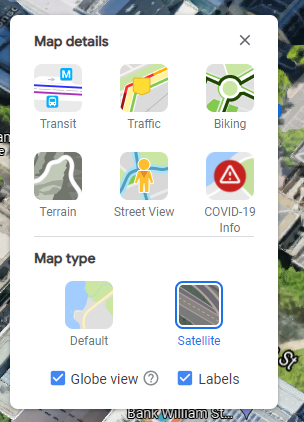 Map details
M
Transit
Traffic
Biking
Terrain
Street View
COVID-19
Info
Map type
Default
Satellite
Globe view ?
Labels
St
Bank William St...